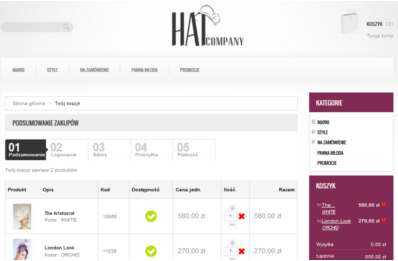 HAT
COMPANY
KOSZYK (2)
Twoje konto
MARKI STYLE NA ZAMÓWIENIE PANNA MŁODA PROMOCJE
Strona główna > Twój koszyk
PODSUMOWANIE ZAKUPÓW
01 02 03 04 05
Podsumowanie Logowanie Adres Przesyłka Płatność
Twój koszyk zawiera 2 produktów
Produkt Opis Kod Dostępność Cena jedn. Ilość Razem
The Aristocrat
Kolor : WHITE
580,00 zł 1 580,00 zł
London Look
Kolor : ORCHID
11039 270,00 zł 1 270,00 zł
KATEGORIE
MARKI
STYLE
NA ZAMÓWIENIE
PANNA MŁODA
PROMOCJE
KOSZYK
1x The... 580,00 zł
WHITE
1x London Look 270,00 zł
ORCHID
Wysyłka 0,00 zł
Łącznie 850,00 zł